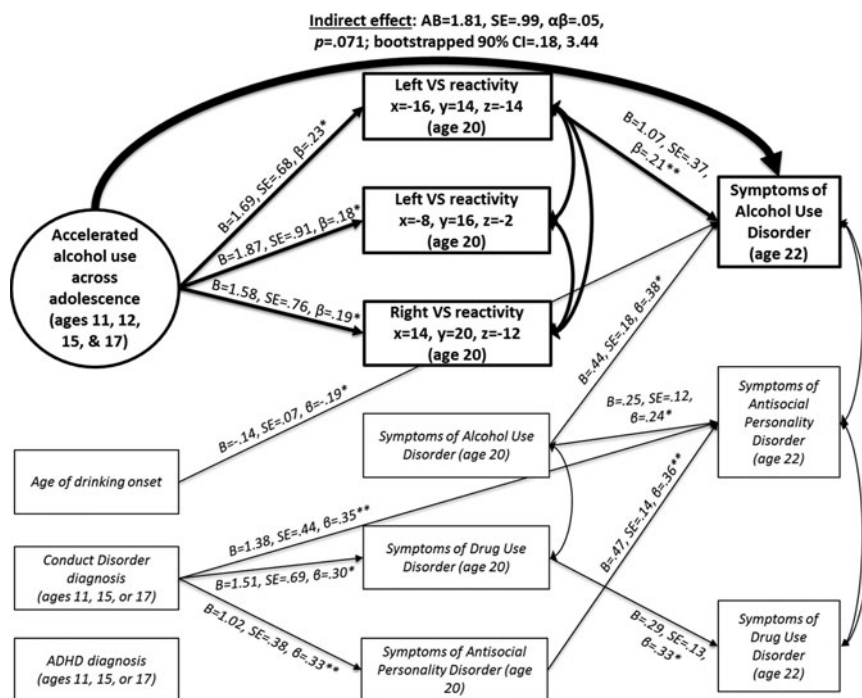 Indirect effect: AB=1.81, SE=.99, αβ=.05,
p=.071; bootstrapped 90% CI=.18, 3.44
Left VS reactivity
x=-16, y=14, z=-14
(age 20)
B=1.69, SE=.68, β=.23*
B=1.07, SE=.37,
β=.21**
Symptoms of
Alcohol Use
Disorder
(age 22)
Left VS reactivity
x=-8, y=16, z=-2
(age 20)
Accelerated
alcohol use
across
adolescence
(ages 11, 12,
15, & 17)
B=1.87, SE=.91, β=.18*
B=1.58, SE=.76, β=.19*
Right VS reactivity
x=14, y=20, z=-12
(age 20)
B=.44, SE=.18, β=.38*
B=-.14, SE=.07, β=-.19*
B=.25, SE=.12,
β=.24*
Symptoms of
Antisocial
Personality
Disorder
(age 22)
Symptoms of Alcohol Use
Disorder (age 20)
Age of drinking onset
B=1.38, SE=.44, β=.35**
B=.47, SE=.14, β=.36**
Conduct Disorder
diagnosis
(ages 11, 15, or 17)
B=1.51, SE=.69, β=.30*
Symptoms of Drug Use
Disorder (age 20)
B=1.02, SE=.38, β=.33**
B=.29, SE=.13,
β=.33*
Symptoms of
Drug Use
Disorder
(age 22)
ADHD diagnosis
(ages 11, 15, or 17)
Symptoms of Antisocial
Personality Disorder (age
20)